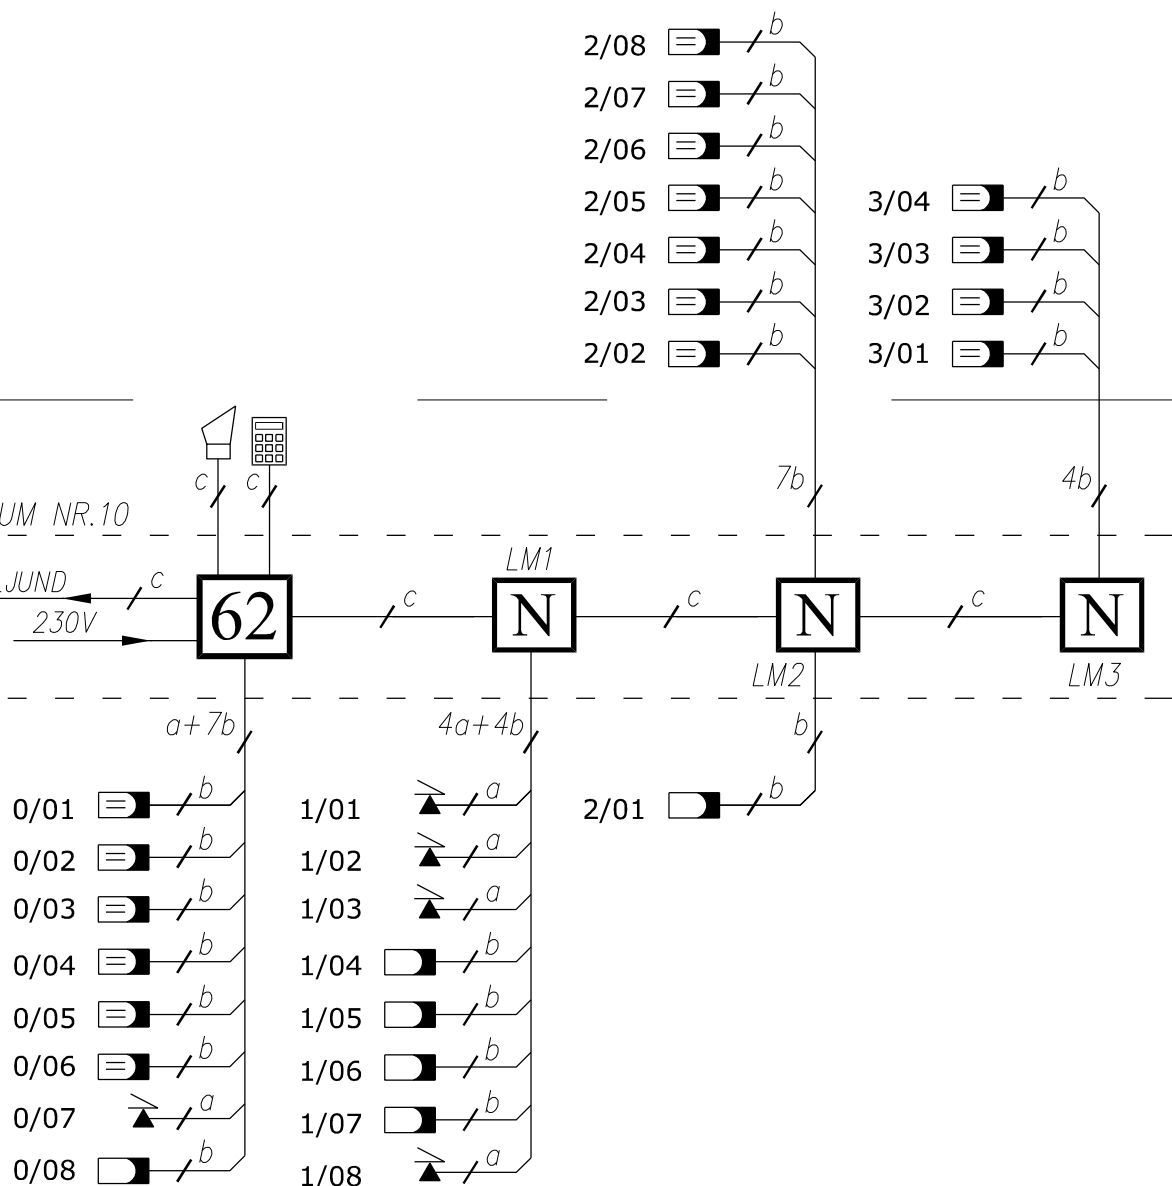 2/08 b
2/07 b
2/06 b
2/05 b
3/04 b
2/04 b
3/03 b
2/03 b
3/02 b
2/02 b
3/01 b
c c
7b
4b
UM NR.10
LM1
JUND c
230V
62
c
N
c
N
c
N
LM2
LM3
a+7b
4a+4b
b
0/01 b
1/01 a
2/01 b
0/02 b
1/02 a
0/03 b
1/03 a
0/04 b
1/04 b
0/05 b
1/05 b
0/06 b
1/06 b
0/07 a
1/07 b
0/08 b
1/08 a